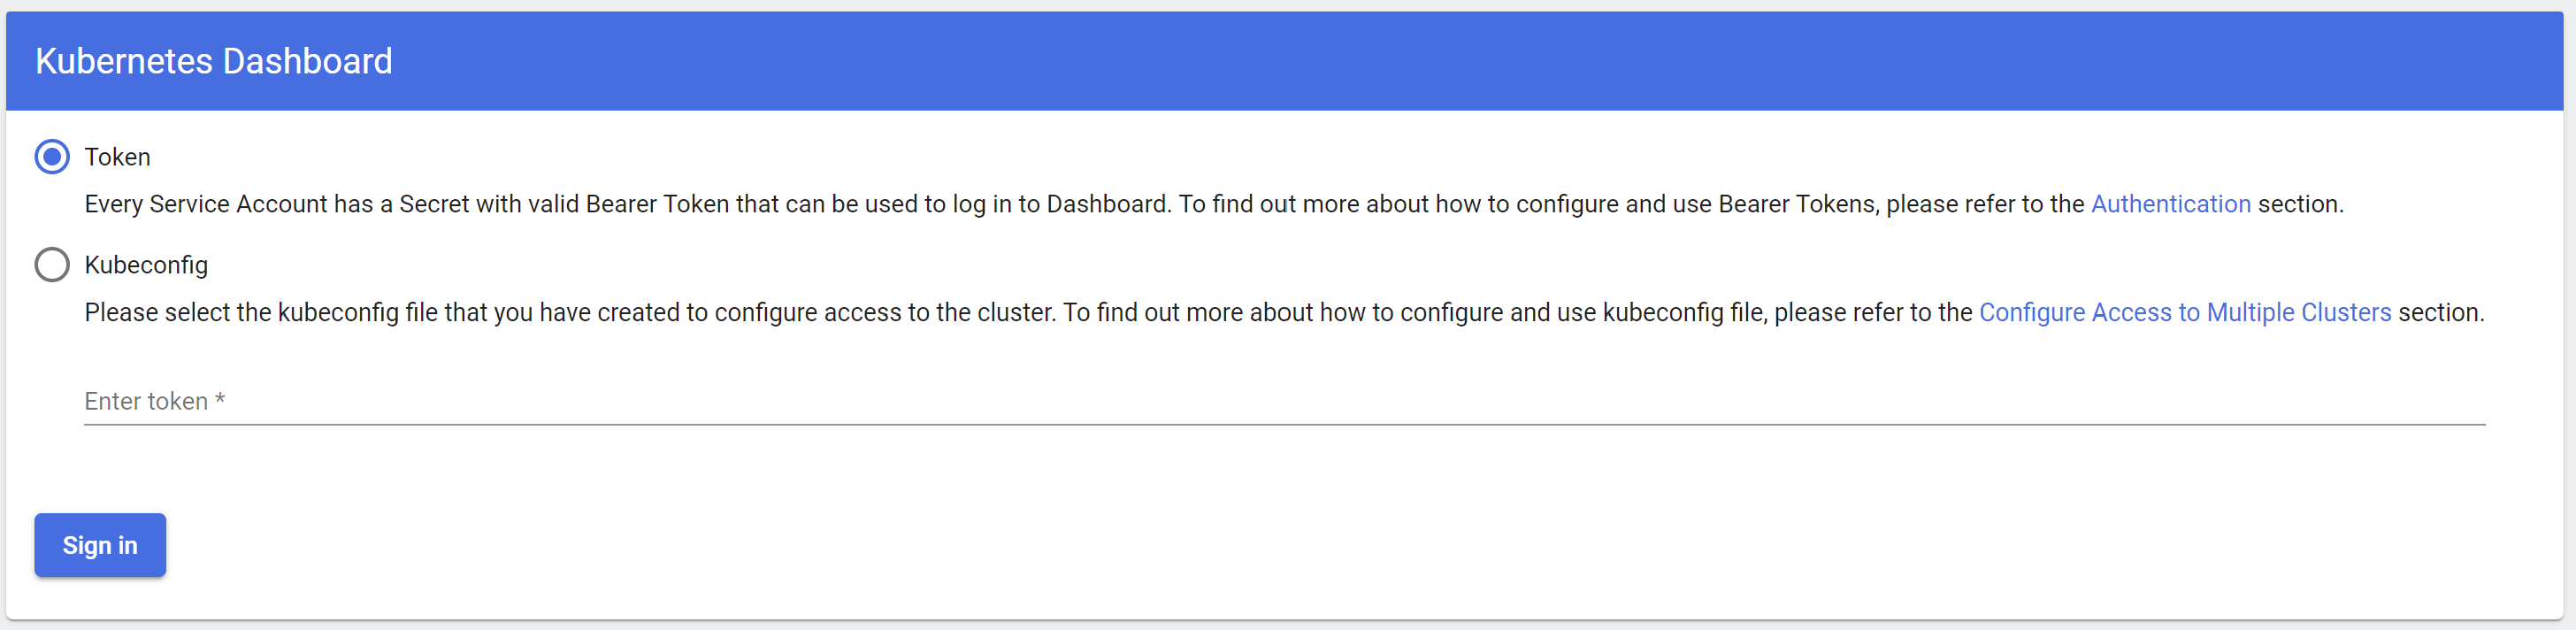 Kubernetes Dashboard
Token
Every Service Account has a Secret with valid Bearer Token that can be used to log in to Dashboard. To find out more about how to configure and use Bearer Tokens, please refer to the Authentication section.
Kubeconfig
Please select the kubeconfig file that you have created to configure access to the cluster. To find out more about how to configure and use kubeconfig file, please refer to the Configure Access to Multiple Clusters section.
Enter token *
Sign in